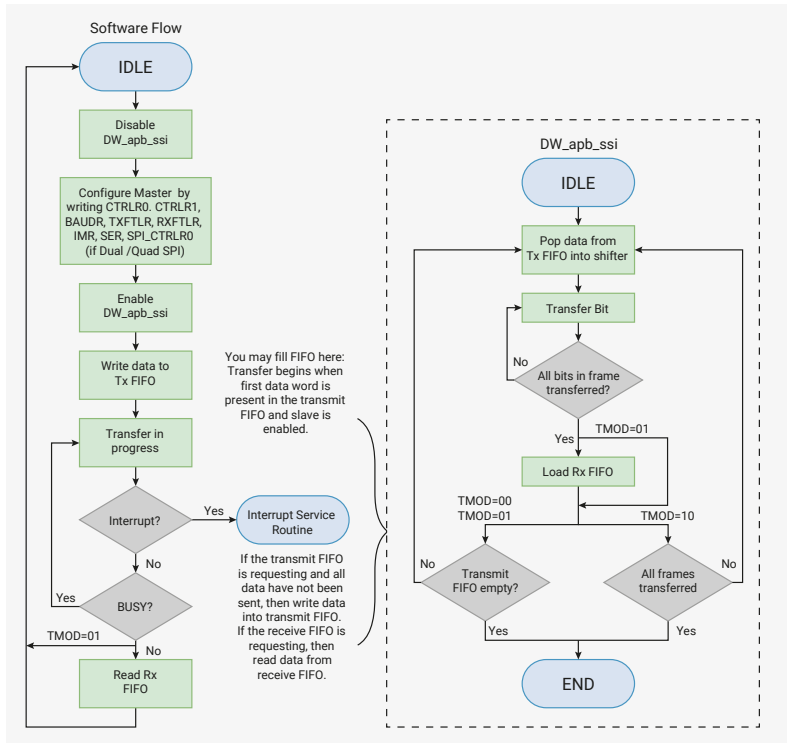 Software Flow
IDLE
Disable
DW_apb_ssi
Configure Master by
writing CTRLR0. CTRLR1,
BAUDR, TXFTLR, RXFTLR,
IMR, SER, SPI_CTRLR0
(if Dual /Quad SPI)
Enable
DW_apb_ssi
Write data to
Tx FIFO
Transfer in
progress
Interrupt?
Yes
Interrupt Service
Routine
No
BUSY?
Yes
TMOD=01
No
Read Rx
FIFO
You may fill FIFO here:
Transfer begins when
first data word is
present in the transmit
FIFO and slave is
enabled.
If the transmit FIFO
is requesting and all
data have not been
sent, then write data
into transmit FIFO.
If the receive FIFO is
requesting, then
read data from
receive FIFO.
DW_apb_ssi
IDLE
Pop data from
Tx FIFO into shifter
Transfer Bit
No
All bits in frame
transferred?
Yes
TMOD=01
Load Rx FIFO
TMOD=00
TMOD=01
TMOD=10
No
Transmit
FIFO empty?
All frames
transferred
No
Yes
Yes
END